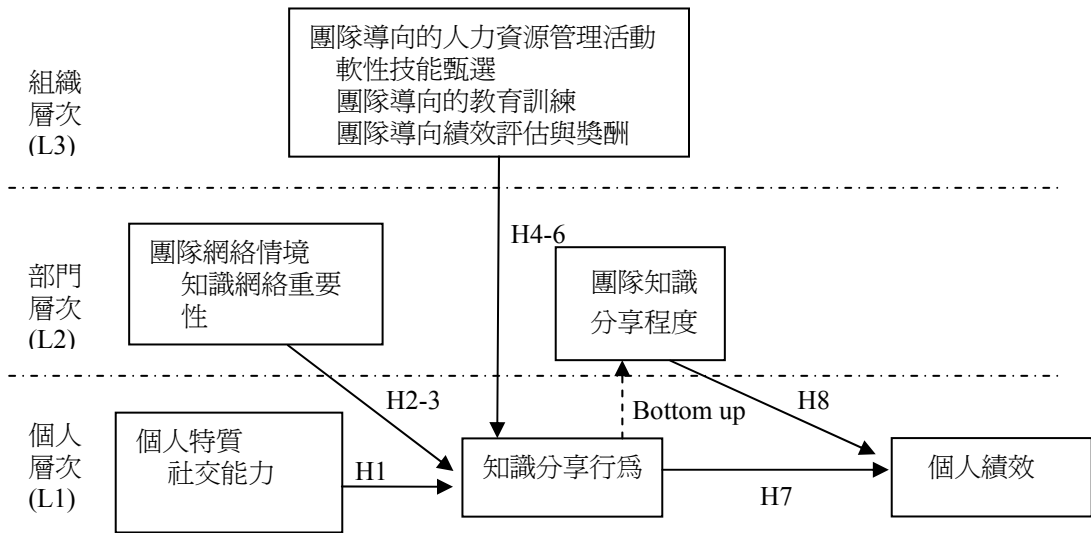 團隊導向的人力資源管理活動
軟性技能甄選
團隊導向的教育訓練
團隊導向績效評估與獎酬
組織
層次
(L3)
H4-6
團隊網絡情境
知識網絡重要
性
團隊知識
分享程度
部門
層次
(L2)
H2-3
Bottom up
H8
個人
層次
(L1)
個人特質
社交能力
H1
知識分享行為
H7
個人績效